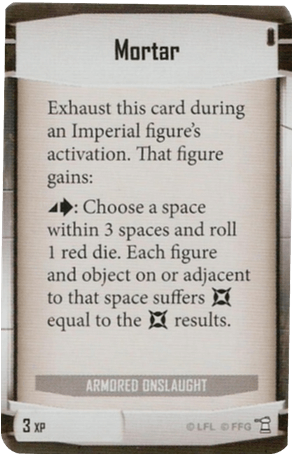 Mortar
Exhaust this card during
an Imperial figure's
activation. That figure
gains:
: Choose a space
within 3 spaces and roll
1 red die. Each figure
and object on or adjacent
to that space suffers
equal to the results.
ARMORED ONSLAUGHT
3 XP
© LFL © FFG